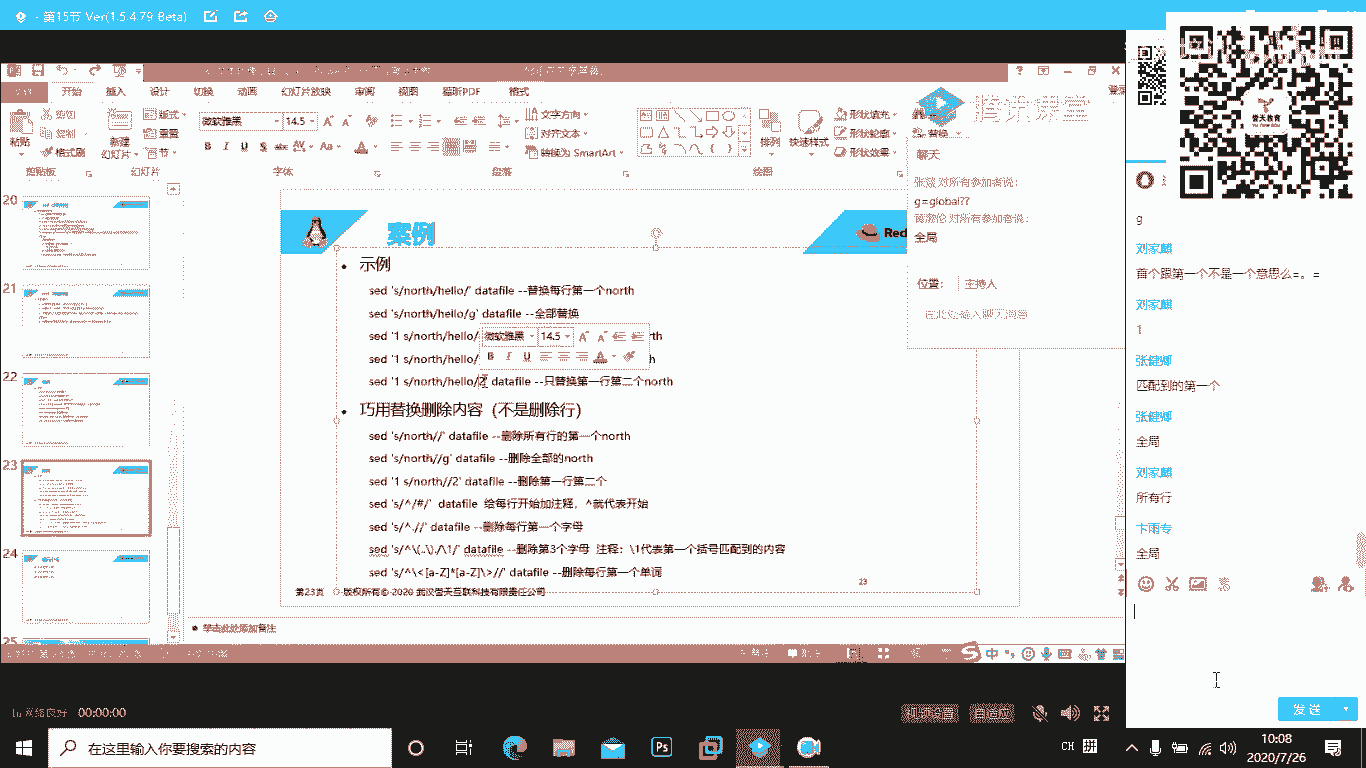 · 第15节 Ver(1.5.4.79 Beta)
开始 插入 设计 切换 动画 幻灯片放映 审阅 视图 福昕PDF 格式
粘贴
剪切
复制
格式刷
剪贴板
新建
幻灯片
版式
重置
节
幻灯片
微软雅黑
14.5
字体
文字方向
对齐文本
转换为 SmartArt
段落
排列
快速样式
形状填充
形状轮廓
形状效果
绘图
替换
腾讯课堂
20
21
22
23
24
25
案例
Red
示例
sed 's/north/hello/' datafile --替换每行第一个north
sed 's/north/hello/g' datafile --全部替换
sed '1 s/north/hello/
sed '1 s/north/hello/
sed '1 s/north/hello/2' datafile --只替换第一行第二个north
微软雅黑 14.5
巧用替换删除内容（不是删除行）
sed 's/north//' datafile --删除所有行的第一个north
sed 's/north//g' datafile --删除全部的north
sed '1 s/north//2' datafile --删除第一行第二个
sed 's/^/#/' datafile 给每行开始加注释，^就代表开始
sed 's/^.//' datafile --删除每行第一个字母
sed 's/^\(..\)./\1/' datafile --删除第3个字母 注释：\1代表第一个括号匹配到的内容
sed 's/^\<[a-Z]*[a-Z]\>//' datafile --删除每行第一个单词
第23页
版权所有© 2020 武汉誉天互联科技有限责任公司
23
单击此处添加备注
聊天
g=global??
对所有参加者说：
全局
位置：
主持人
在此处输入聊天消息
誉天教育
g
刘家麒
首个跟第一个不是一个意思么=。=
刘家麒
1
张健卿
匹配到的第一个
张健卿
全局
刘家麒
所有行
卞雨专
全局
发送
网络良好
00:00:00
视频设置
自适应
在这里输入你要搜索的内容
CH
拼
10:08
2020/7/26